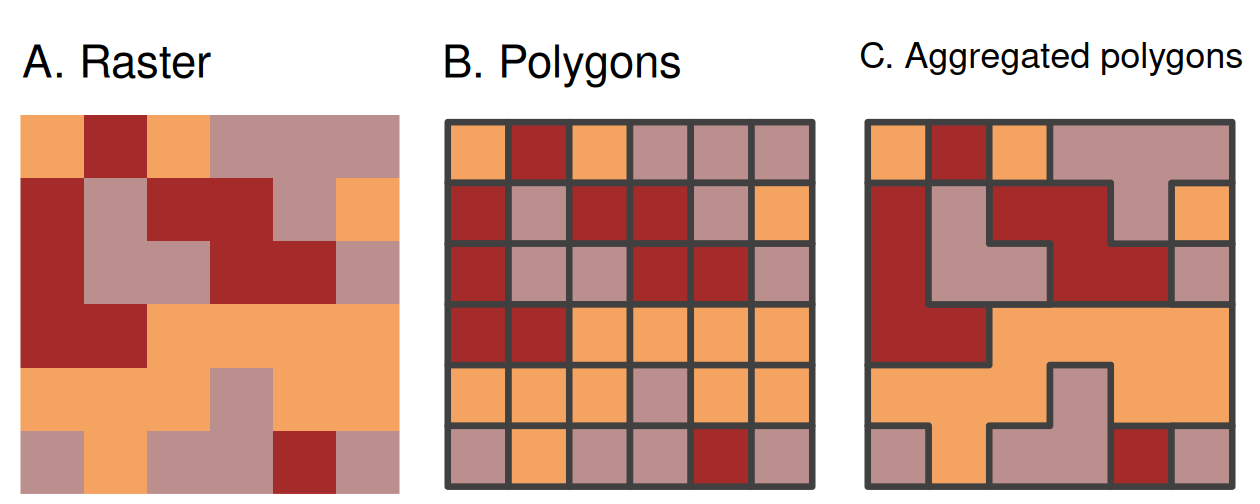 A. Raster
B. Polygons
C. Aggregated polygons